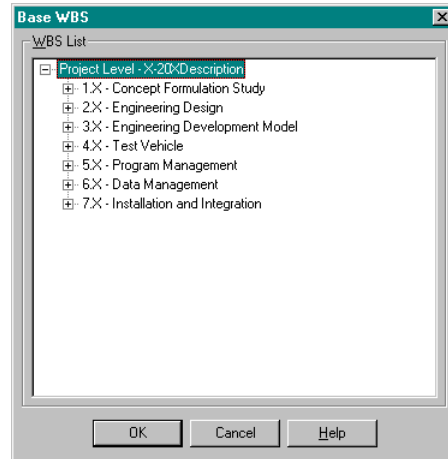 Base WBS
WBS List
Project Level - X-20XDescription
1.X - Concept Formulation Study
2.X - Engineering Design
3.X - Engineering Development Model
4.X - Test Vehicle
5.X - Program Management
6.X - Data Management
7.X - Installation and Integration
OK Cancel Help